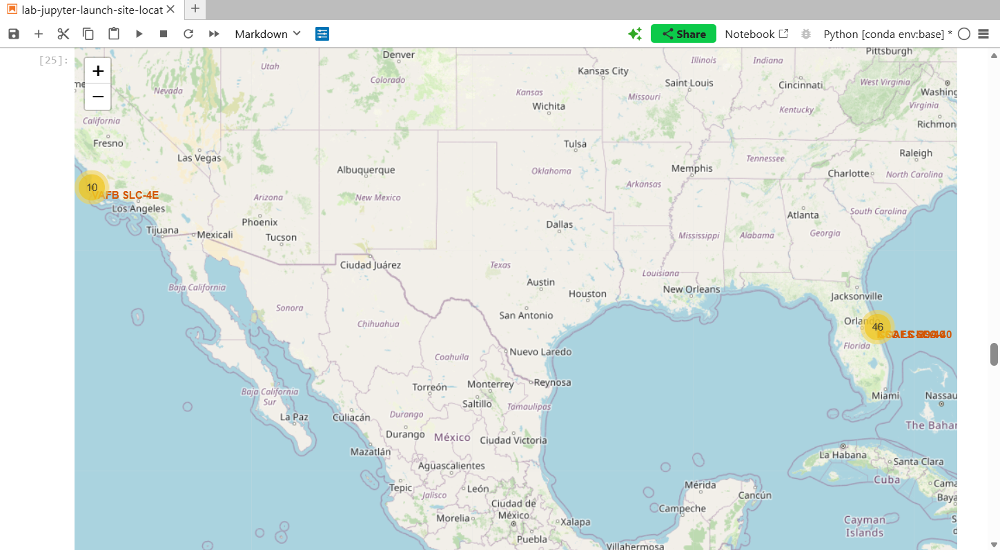 lab-jupyter-launch-site-locat
Markdown
Share
Notebook
Python [conda env:base] *
[25]:
+
−
Denver
Pittsburgh
Utah
Colorado
Kansas City
Illinois
Indiana
Saint Louis
Cincinnati
West Virginia
Washing
Nevada
Kansas
Missouri
Wichita
Kentucky
Virginia
California
Richmon
Fresno
Tulsa
Las Vegas
Raleigh
Tennessee
Albuquerque
Oklahoma
Memphis
Charlotte
North Carolina
10
Arkansas
VAFB SLC-4E
Arizona
New Mexico
Los Angeles
South Carolina
Atlanta
Phoenix
Dallas
Tijuana
Mexicali
Tucson
Mississippi
Alabama
Georgia
Ciudad Juárez
Texas
Louisiana
Austin
Baja California
New Orleans
Houston
Jacksonville
Sonora
San Antonio
Chihuahua
Orlando
46
Florida
Nuevo Laredo
Coahuila
Torreón
Monterrey
Reynosa
Baja California
Sur
Saltillo
Tamaulipas
Miami
Nassau
La Paz
Culiacán
Durango
The Bahar
Durango
México
Ciudad Victoria
Mazatlán
La Habana
Santa Clara
Aguascalientes
Cuba
Cama
Tepic
León
Jalisco
Mérida
Cancún
Baya
Ciudad de
México
Campeche
Morelia
Xalapa
Cayman
Islands
S
d
Puebla
Villahermosa